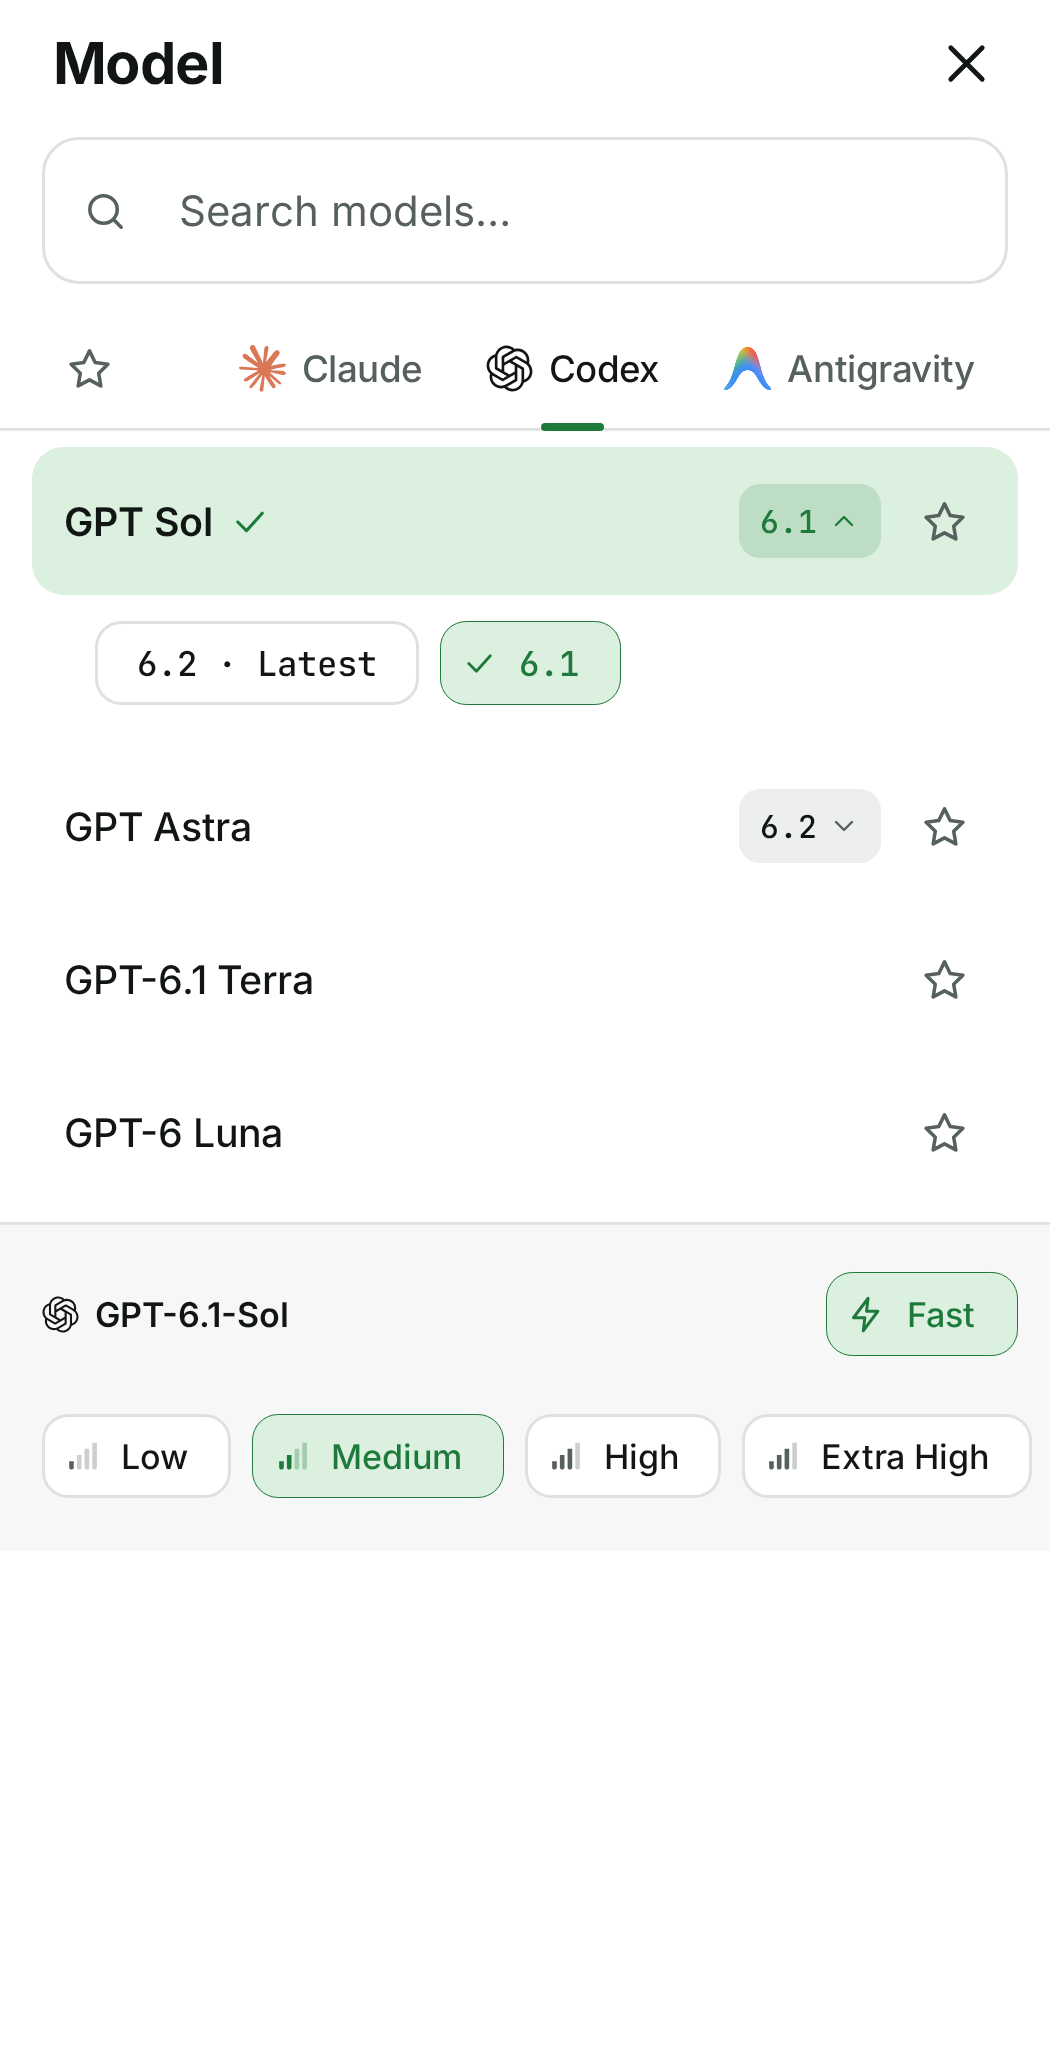 Model
Search models...
Claude Codex Antigravity
GPT Sol 6.1
6.2 · Latest 6.1
GPT Astra 6.2
GPT-6.1 Terra
GPT-6 Luna
GPT-6.1-Sol Fast
Low Medium High Extra High